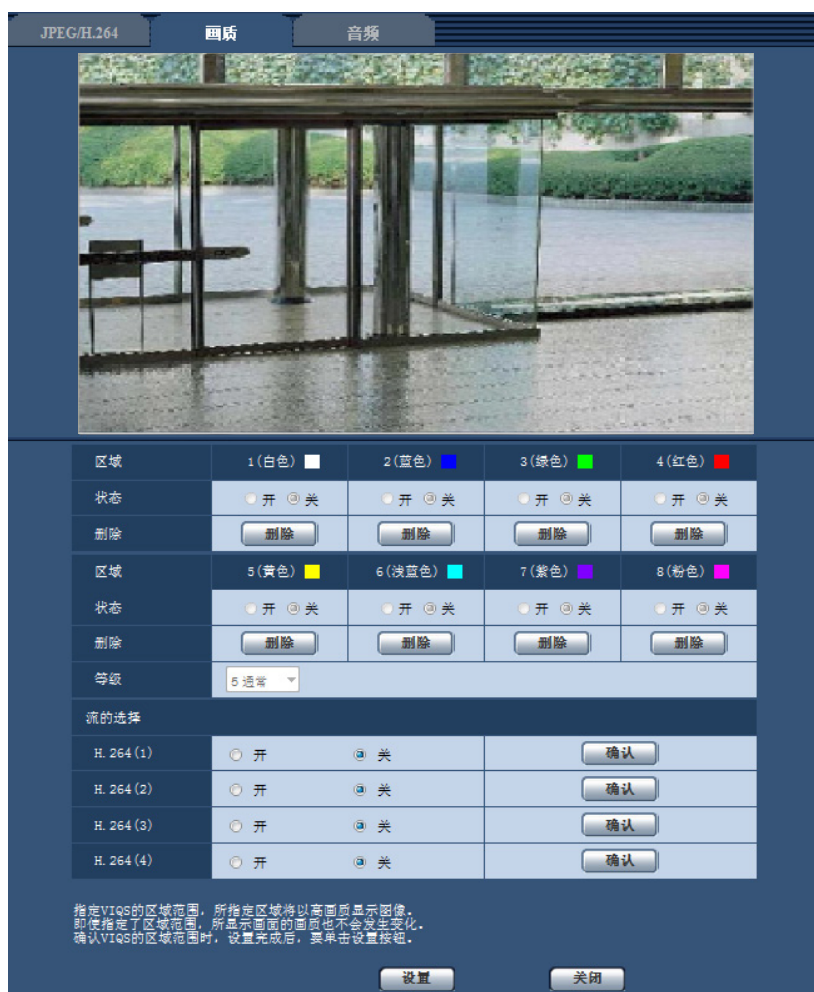 JPEG/H.264 画质 音频
区域 1(白色) 2(蓝色) 3(绿色) 4(红色)
状态 开 关 开 关 开 关 开 关
删除 删除 删除 删除 删除
区域 5(黄色) 6(浅蓝色) 7(紫色) 8(粉色)
状态 开 关 开 关 开 关 开 关
删除 删除 删除 删除 删除
等级 5 通常
流的选择
H.264(1) 开 关 确认
H.264(2) 开 关 确认
H.264(3) 开 关 确认
H.264(4) 开 关 确认
指定VIQS的区域范围，所指定区域将以高画质显示图像。
即使指定了区域范围，所显示画面的画质也不会发生变化。
确认VIQS的区域范围时，设置完成后，要单击设置按钮。
设置 关闭